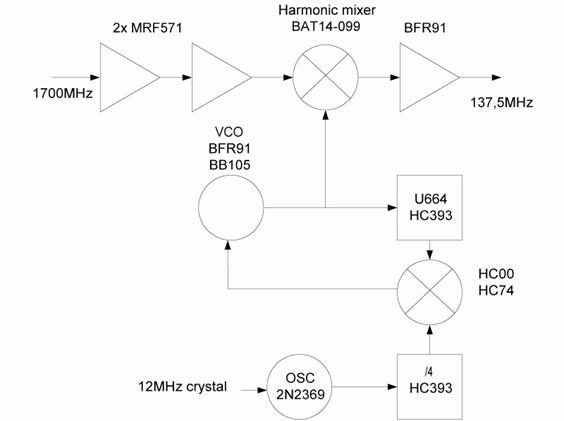 Harmonic mixer
BAT14-099
2x MRF571
BFR91
1700MHz
137,5MHz
VCO
BFR91
BB105
U664
HC393
HC00
HC74
/4
HC393
OSC
2N2369
12MHz crystal